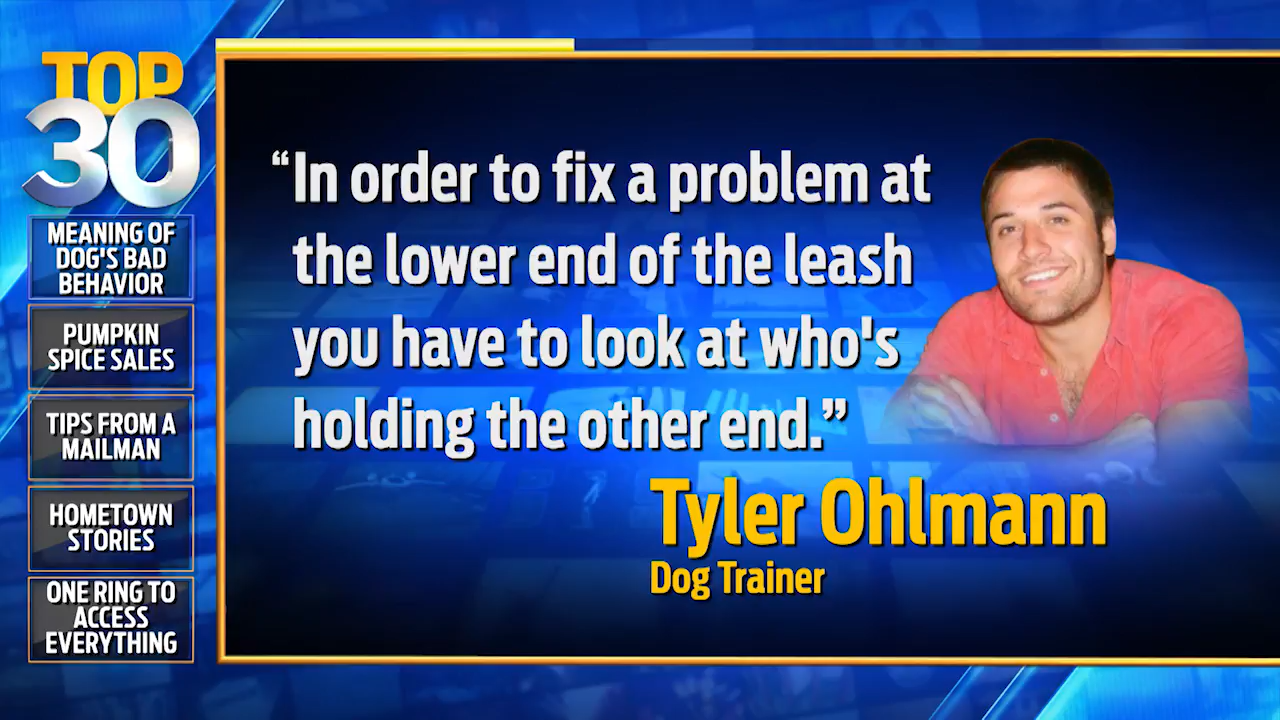 TOP
30
MEANING OF
DOG'S BAD
BEHAVIOR
PUMPKIN
SPICE SALES
TIPS FROM A
MAILMAN
HOMETOWN
STORIES
ONE RING TO
ACCESS
EVERYTHING
“In order to fix a problem at
the lower end of the leash
you have to look at who's
holding the other end.”
Tyler Ohlmann
Dog Trainer